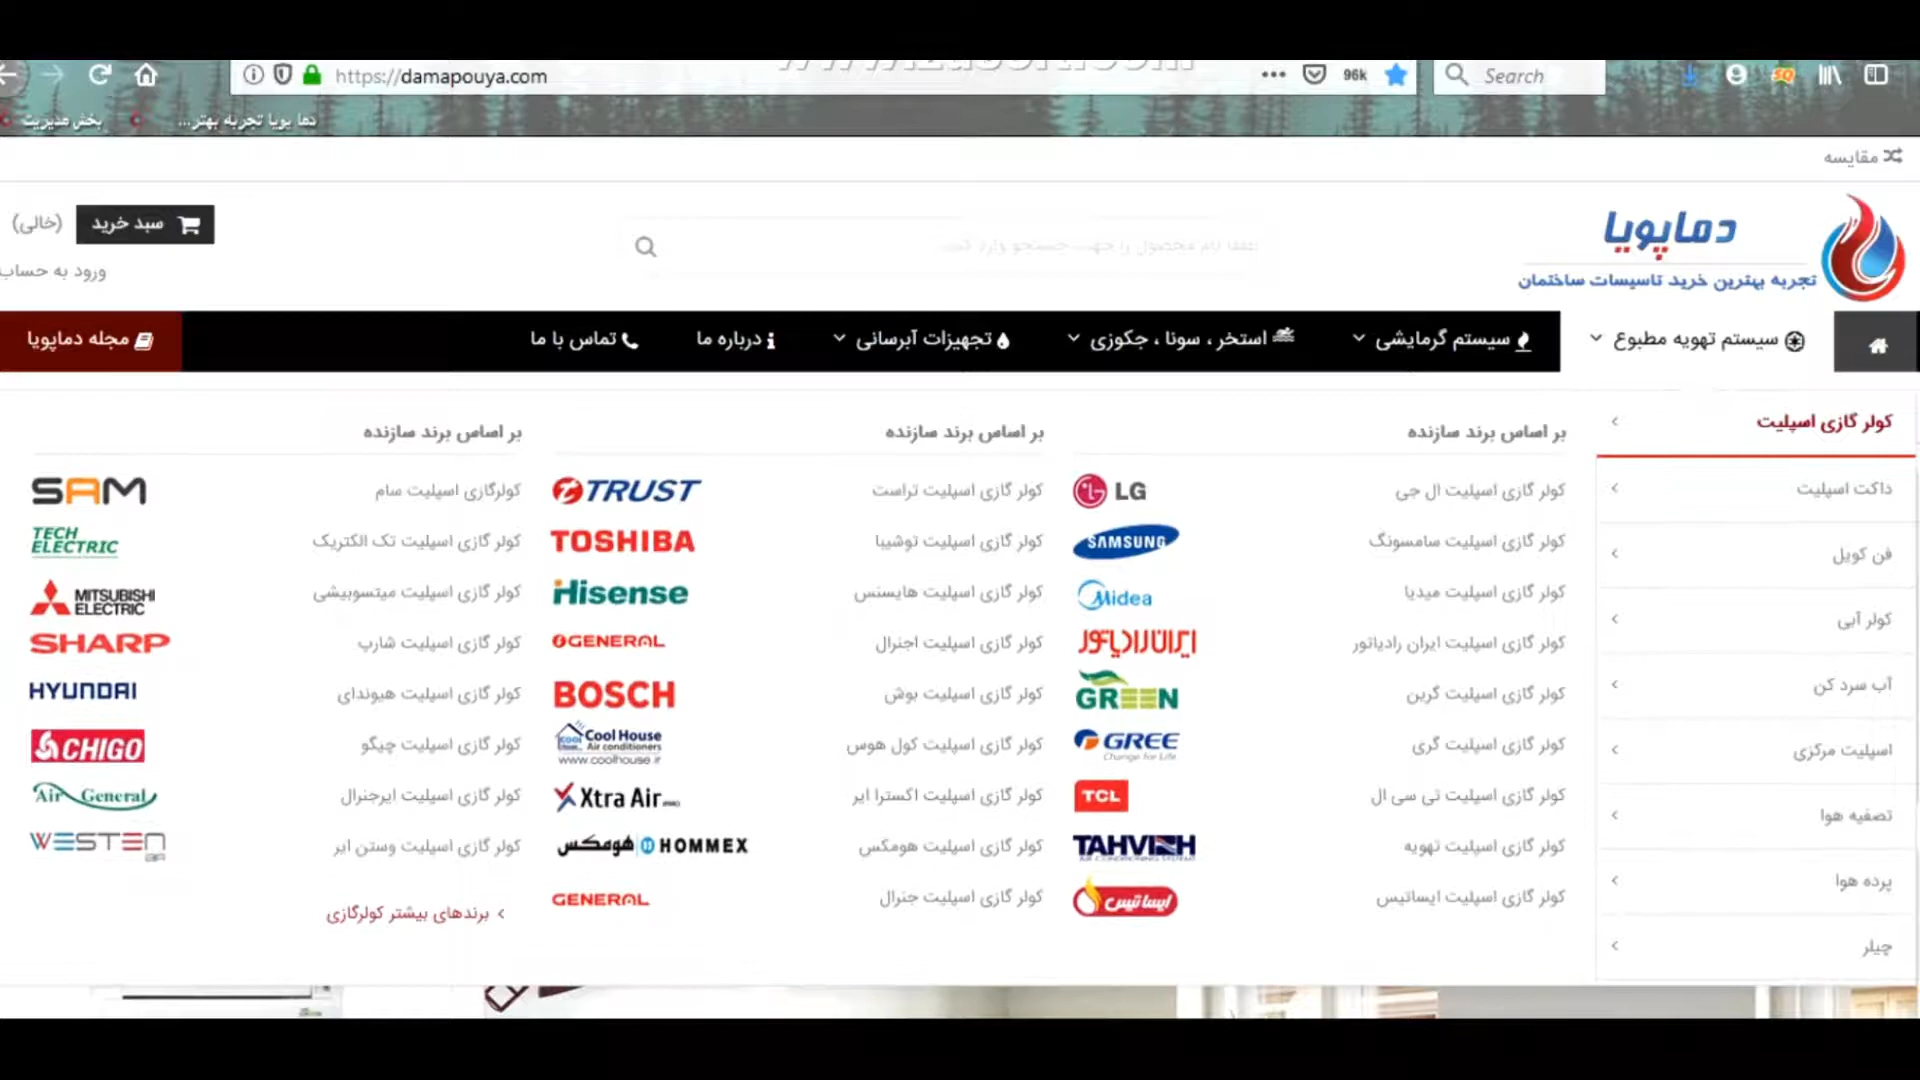 https://damapouya.com
96k
Search
دما پویا تجربه بهتر...
بخش مدیریت
مقایسه
دماپویا
تجربه بهترین خرید تاسیسات ساختمان
سبد خرید
(خالی)
ورود به حساب
سیستم تهویه مطبوع
سیستم گرمایشی
استخر ، سونا ، جکوزی
تجهیزات آبرسانی
درباره ما
تماس با ما
مجله دماپویا
کولر گازی اسپلیت
داکت اسپلیت
فن کویل
کولر آبی
آب سرد کن
اسپلیت مرکزی
تصفیه هوا
پرده هوا
چیلر
بر اساس برند سازنده
کولر گازی اسپلیت ال جی
LG
کولر گازی اسپلیت سامسونگ
SAMSUNG
کولر گازی اسپلیت میدیا
Midea
کولر گازی اسپلیت ایران رادیاتور
ایران رادیاتور
کولر گازی اسپلیت گرین
GREEN
کولر گازی اسپلیت گری
GREE
Change for Life
کولر گازی اسپلیت تی سی ال
TCL
کولر گازی اسپلیت تهویه
TAHVIEH
کولر گازی اسپلیت ایساتیس
ایساتیس
بر اساس برند سازنده
کولر گازی اسپلیت تراست
TRUST
کولر گازی اسپلیت توشیبا
TOSHIBA
کولر گازی اسپلیت هایسنس
Hisense
کولر گازی اسپلیت اجنرال
OGENERAL
کولر گازی اسپلیت بوش
BOSCH
کولر گازی اسپلیت کول هوس
Cool House
Air conditioners
www.coolhouse.ir
کولر گازی اسپلیت اکسترا ایر
Xtra Air
کولر گازی اسپلیت هومکس
هومکس HOMMEX
کولر گازی اسپلیت جنرال
GENERAL
بر اساس برند سازنده
کولرگازی اسپلیت سام
SAM
کولر گازی اسپلیت تک الکتریک
TECH
ELECTRIC
کولر گازی اسپلیت میتسوبیشی
MITSUBISHI
ELECTRIC
کولر گازی اسپلیت شارپ
SHARP
کولر گازی اسپلیت هیوندای
HYUNDAI
کولر گازی اسپلیت چیگو
CHIGO
کولر گازی اسپلیت ایرجنرال
Air General
کولر گازی اسپلیت وستن ایر
WESTEN
برندهای بیشتر کولرگازی